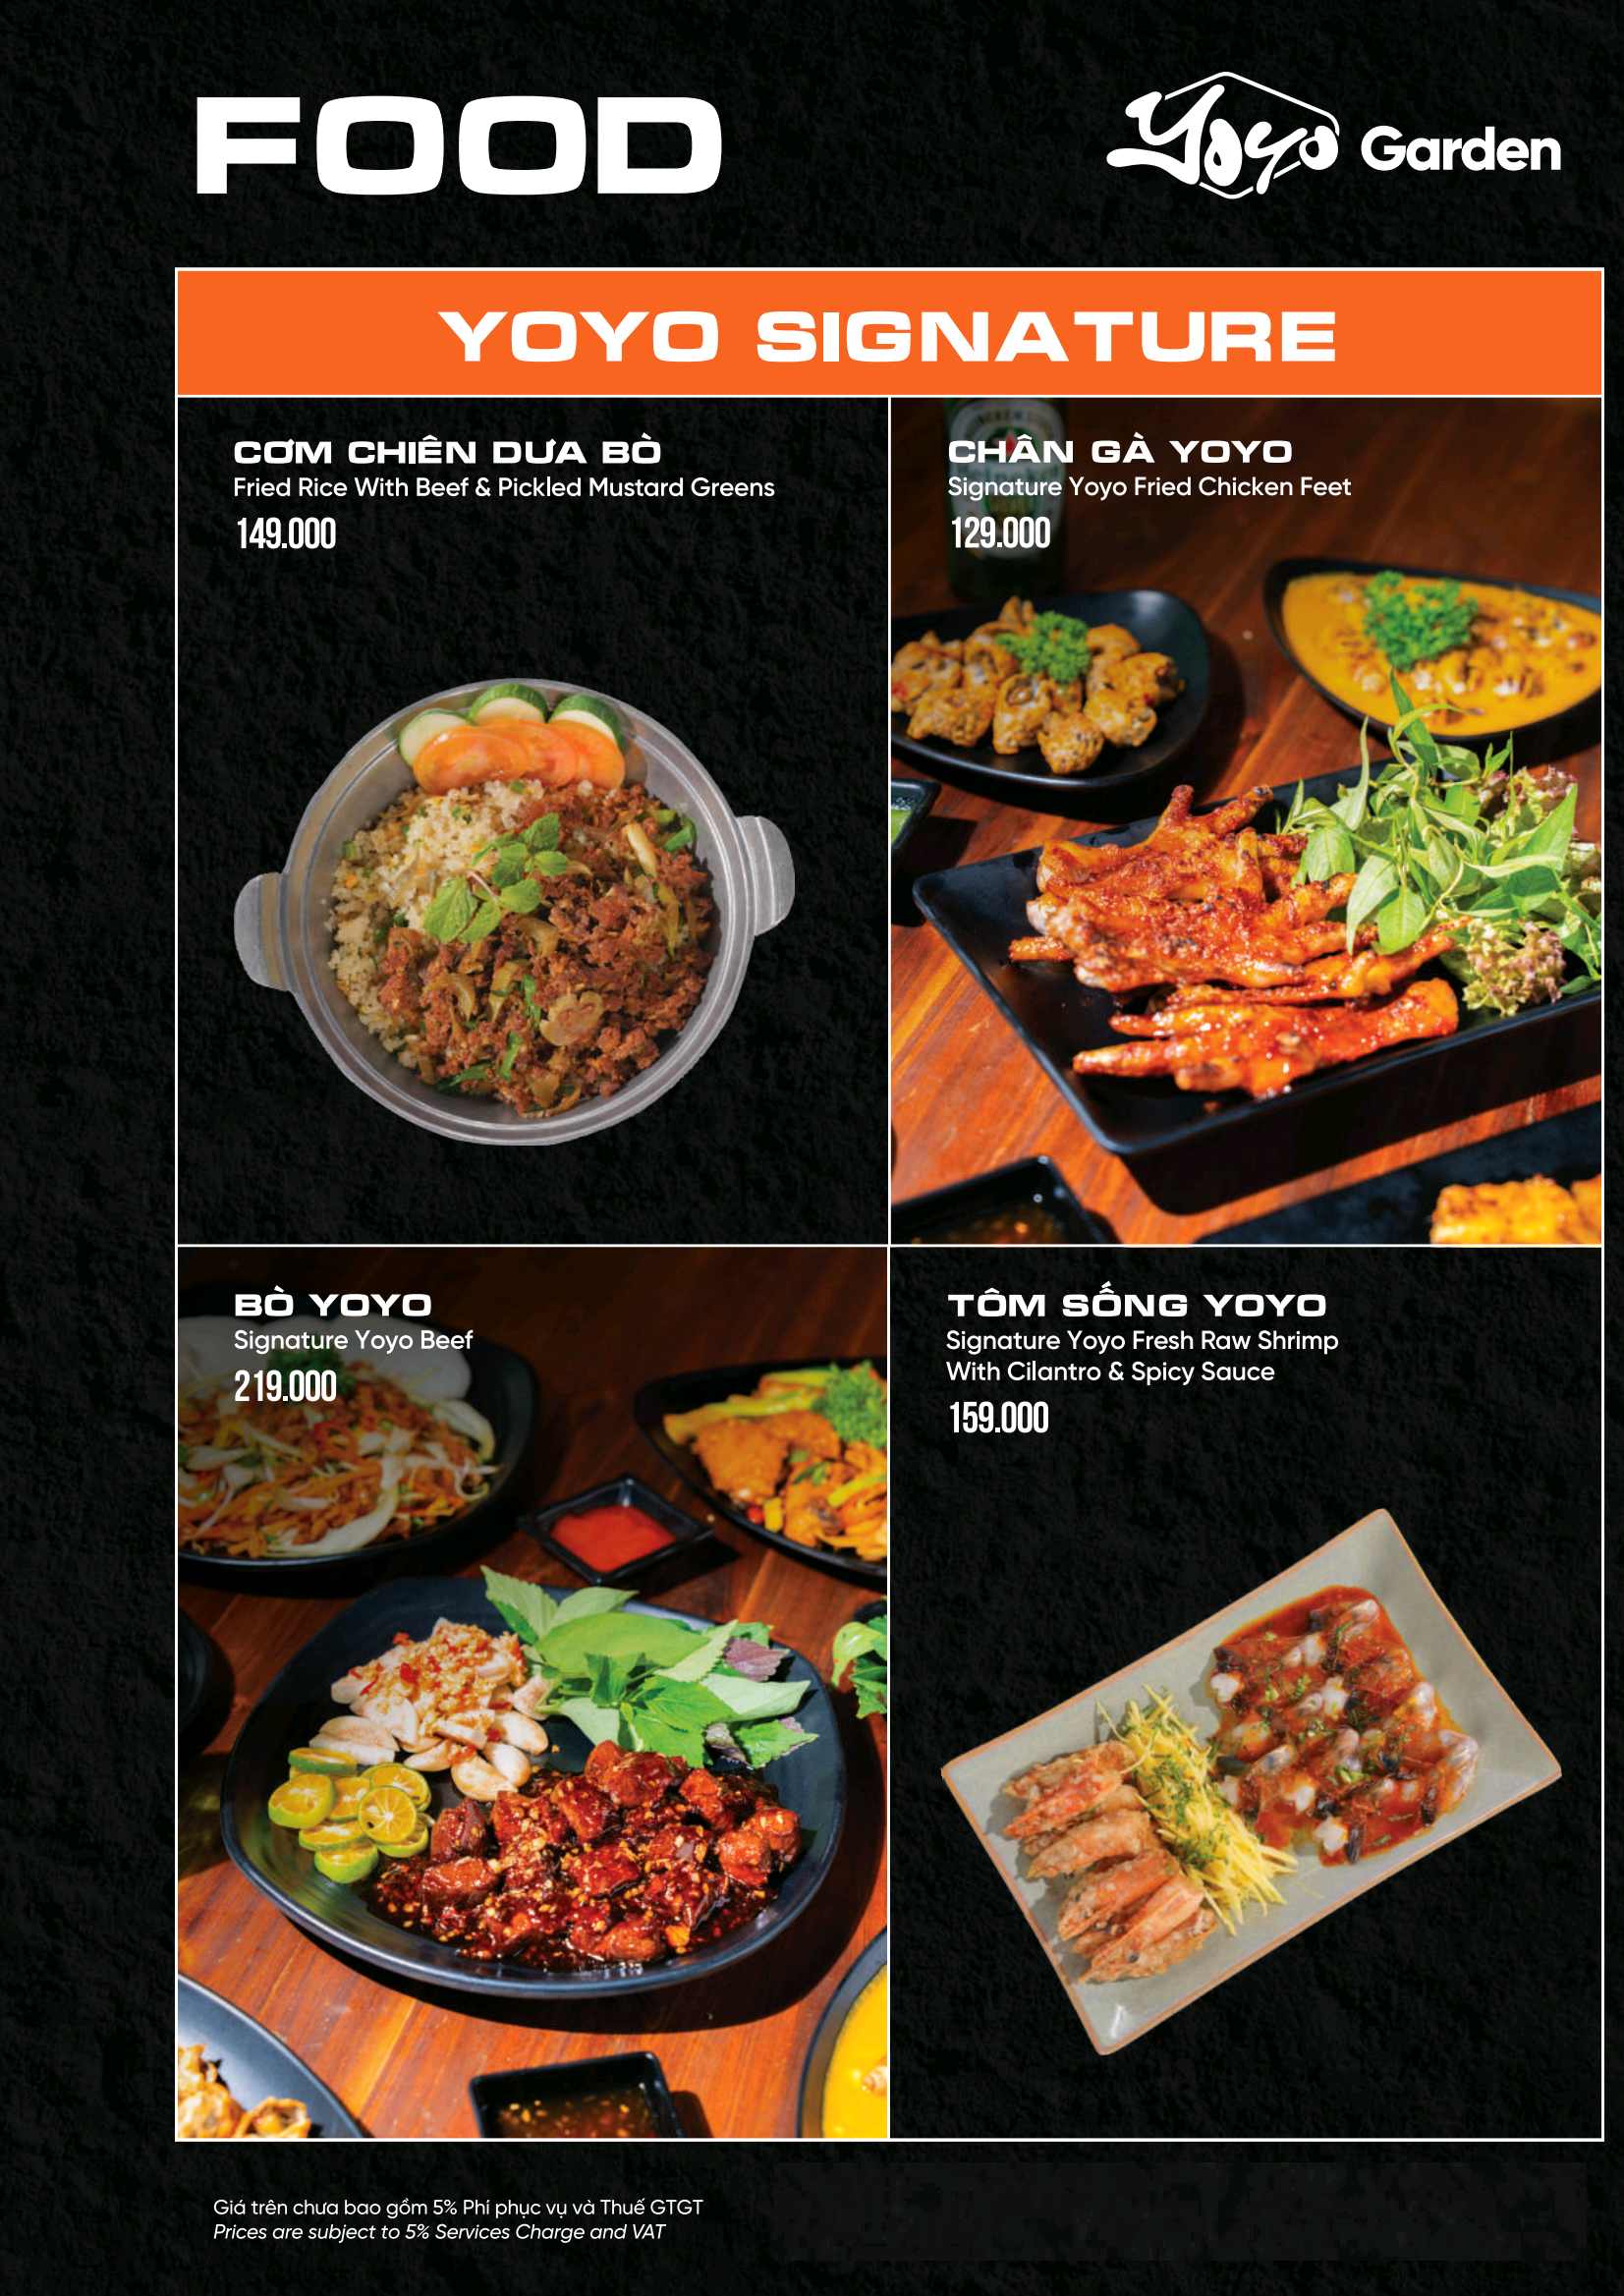 FOOD
Yoyo Garden
YOYO SIGNATURE
CƠM CHIÊN DƯA BÒ
Fried Rice With Beef & Pickled Mustard Greens
149.000
CHÂN GÀ YOYO
Signature Yoyo Fried Chicken Feet
129.000
BÒ YOYO
Signature Yoyo Beef
219.000
TÔM SỐNG YOYO
Signature Yoyo Fresh Raw Shrimp
With Cilantro & Spicy Sauce
159.000
Giá trên chưa bao gồm 5% Phí phục vụ và Thuế GTGT
Prices are subject to 5% Services Charge and VAT